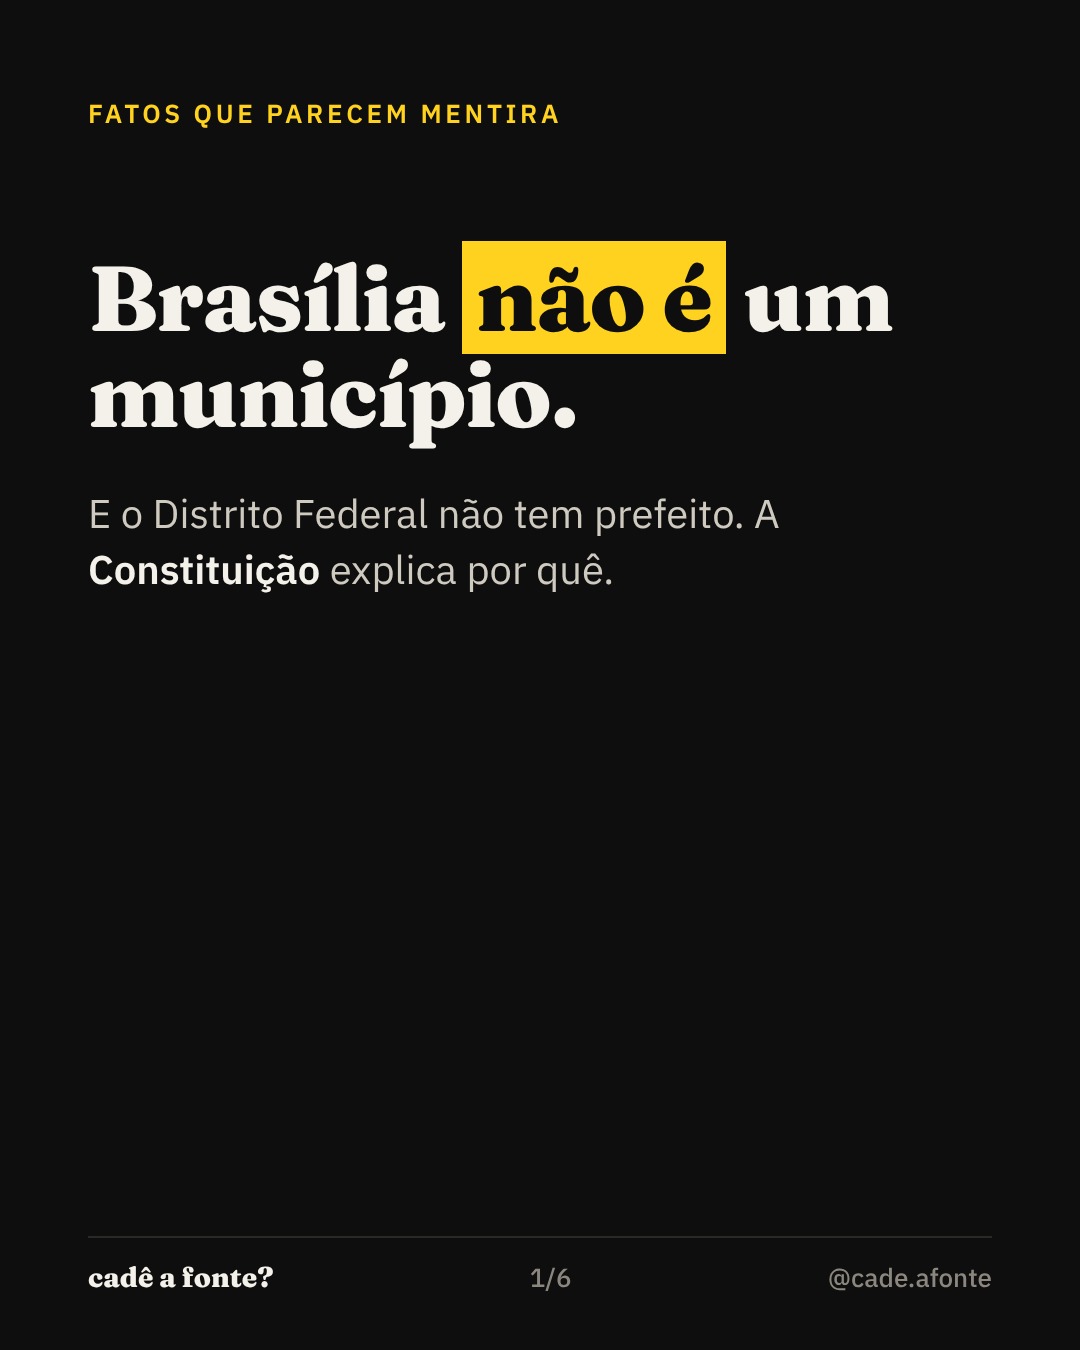 FATOS QUE PARECEM MENTIRA
Brasília não é um
município.
E o Distrito Federal não tem prefeito. A
Constituição explica por quê.
cadê a fonte?
1/6
@cade.afonte